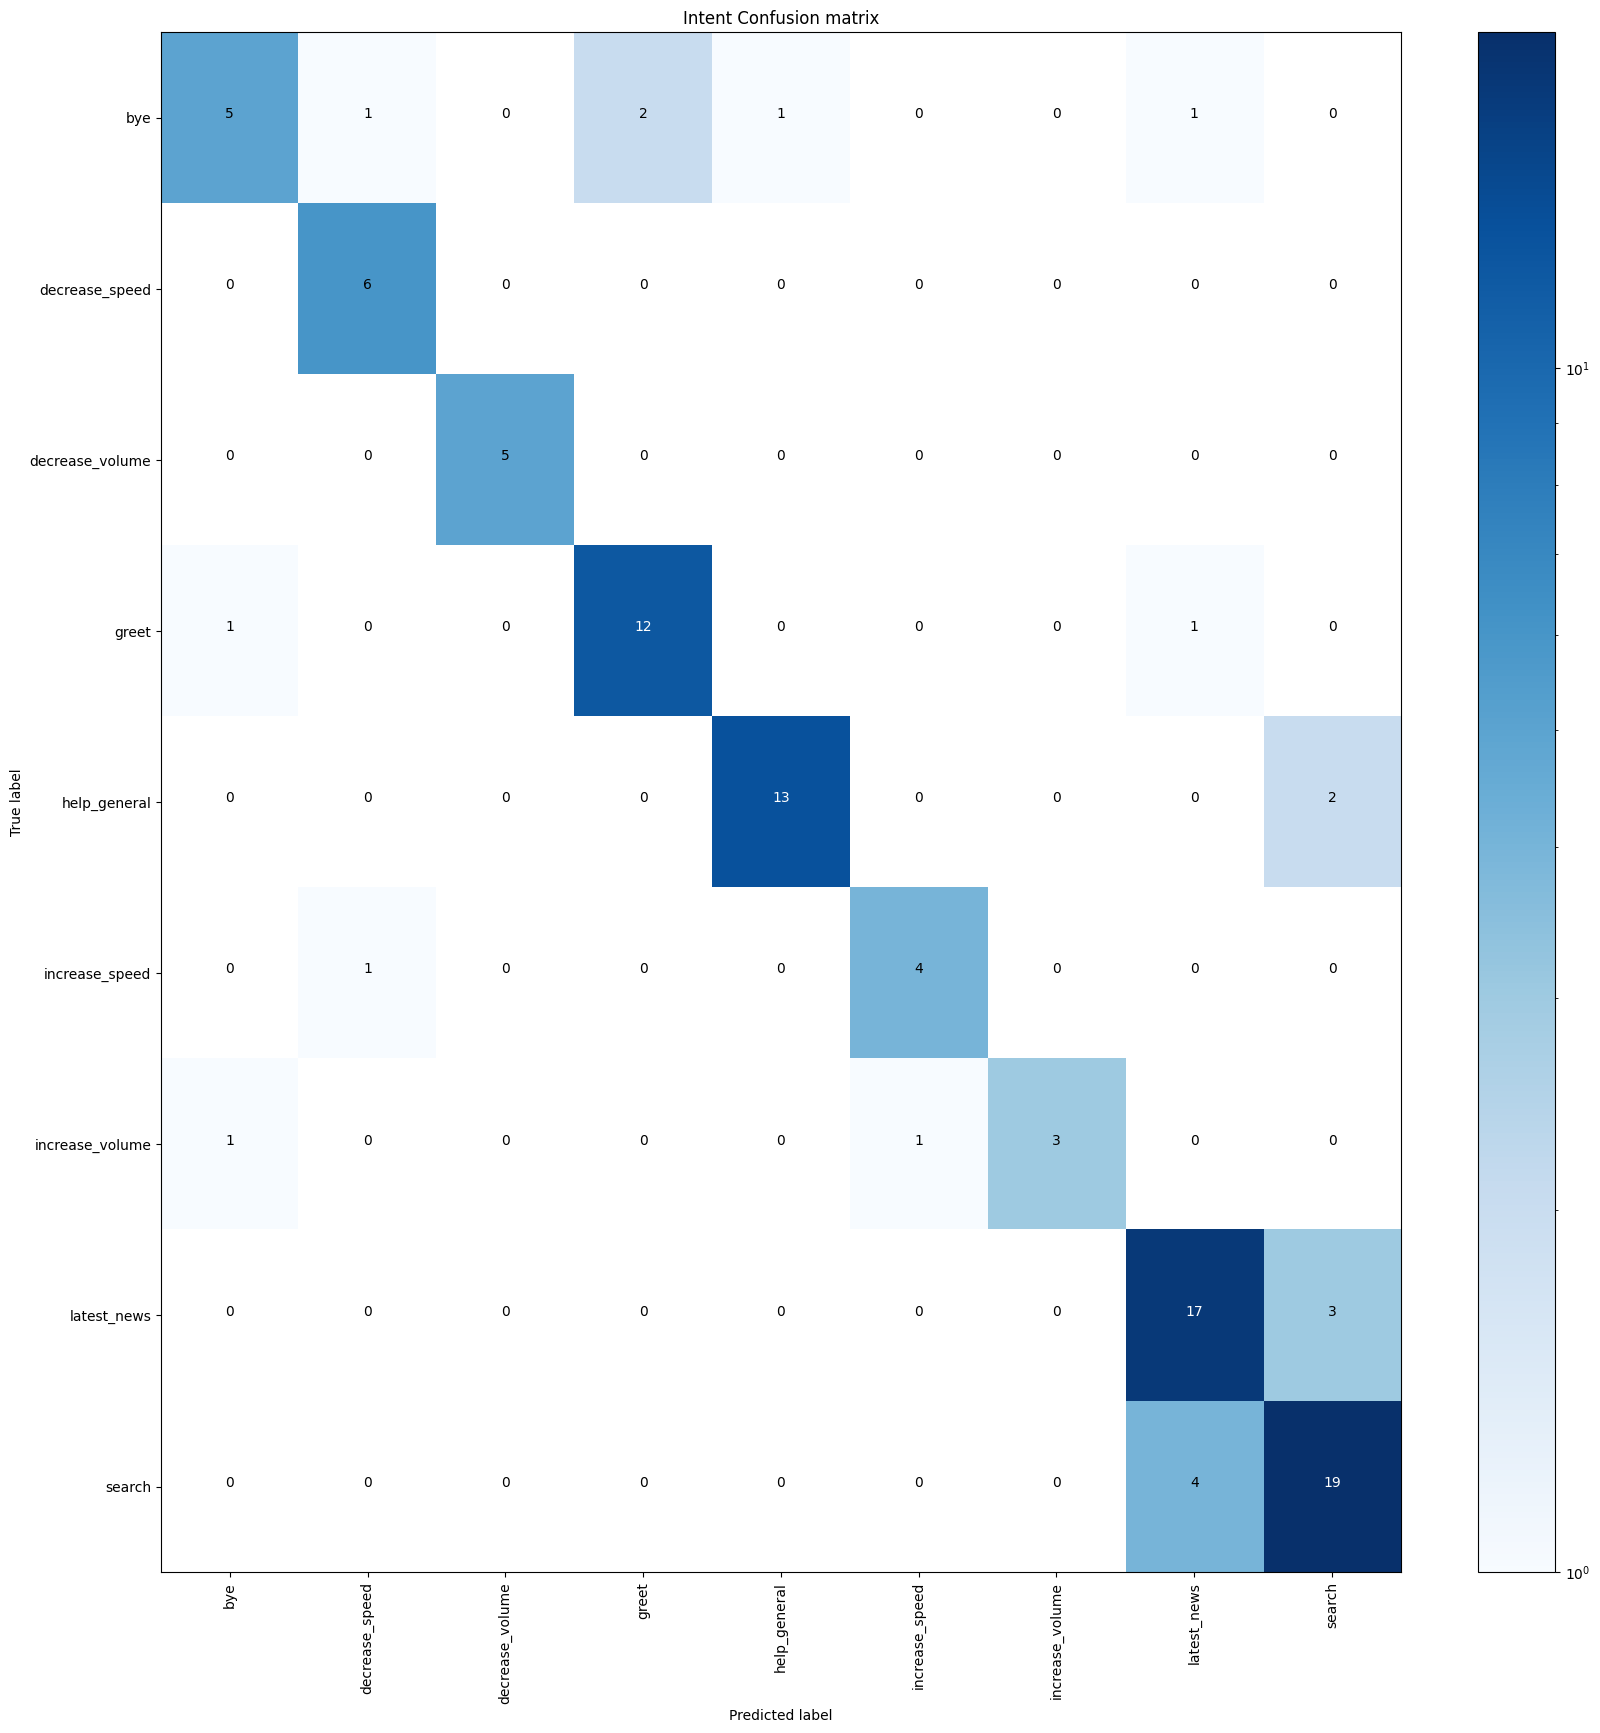 Intent Confusion matrix
bye 5 1 0 2 1 0 0 1 0
decrease_speed 0 6 0 0 0 0 0 0 0
decrease_volume 0 0 5 0 0 0 0 0 0
greet 1 0 0 12 0 0 0 1 0
help_general 0 0 0 0 13 0 0 0 2
increase_speed 0 1 0 0 0 4 0 0 0
increase_volume 1 0 0 0 0 1 3 0 0
latest_news 0 0 0 0 0 0 0 17 3
search 0 0 0 0 0 0 0 4 19
True label
bye
decrease_speed
decrease_volume
greet
help_general
increase_speed
increase_volume
latest_news
search
Predicted label
10¹
10⁰